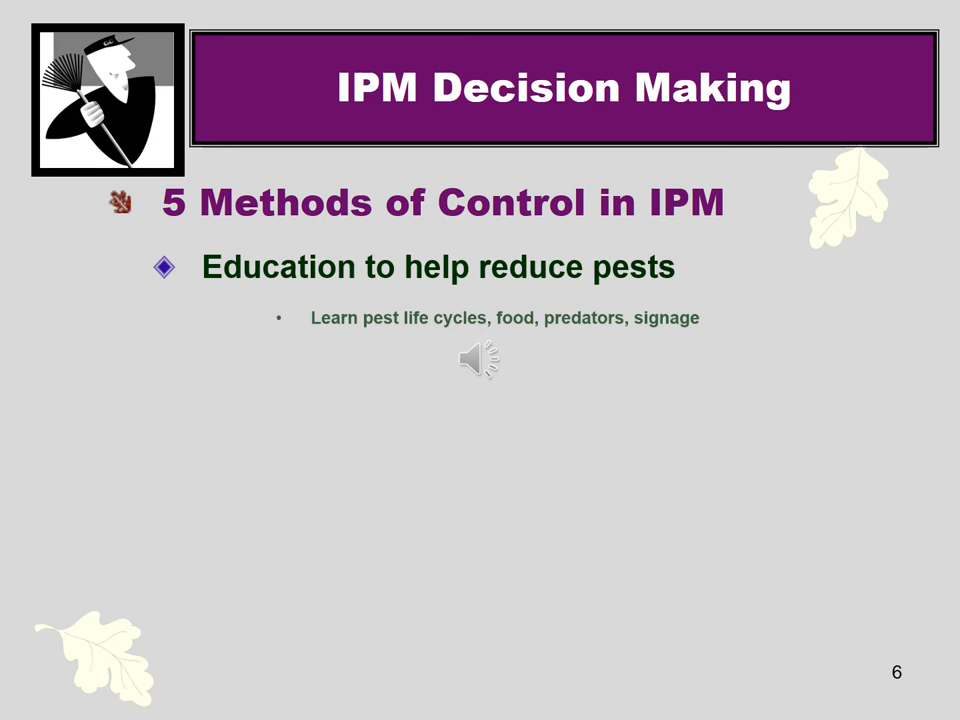 IPM Decision Making
5 Methods of Control in IPM
Education to help reduce pests
• Learn pest life cycles, food, predators, signage
6